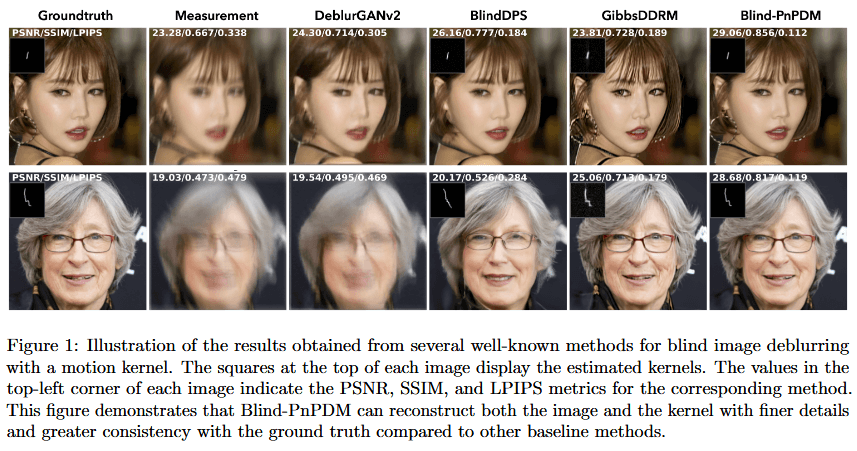 Groundtruth Measurement DeblurGANv2 BlindDPS GibbsDDRM Blind-PnPDM
PSNR/SSIM/LPIPS 23.28/0.667/0.338 24.30/0.714/0.305 26.16/0.777/0.184 23.81/0.728/0.189 29.06/0.856/0.112
PSNR/SSIM/LPIPS 19.03/0.473/0.479 19.54/0.495/0.469 20.17/0.526/0.284 25.06/0.713/0.179 28.68/0.817/0.119
Figure 1: Illustration of the results obtained from several well-known methods for blind image deblurring
with a motion kernel. The squares at the top of each image display the estimated kernels. The values in the
top-left corner of each image indicate the PSNR, SSIM, and LPIPS metrics for the corresponding method.
This figure demonstrates that Blind-PnPDM can reconstruct both the image and the kernel with finer details
and greater consistency with the ground truth compared to other baseline methods.